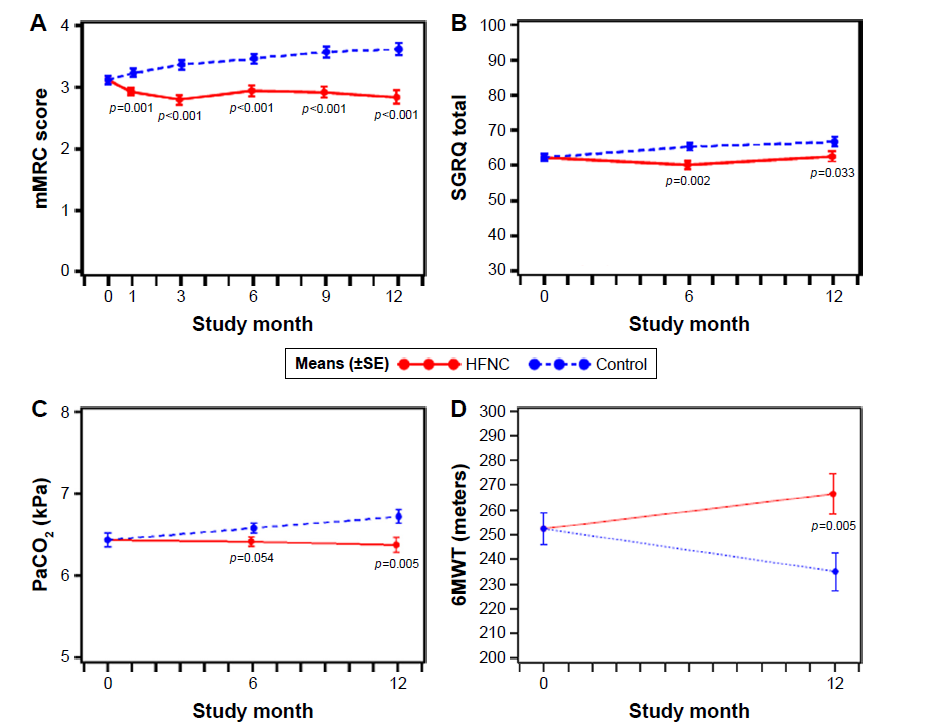 A
4
3
2
1
0
mMRC score
p=0.001
p<0.001
p<0.001
p<0.001
p<0.001
0 1 3 6 9 12
Study month
B
100
90
80
70
60
50
40
30
SGRQ total
p=0.002
p=0.033
0 6 12
Study month
Means (±SE) HFNC Control
C
8
7
6
5
PaCO2 (kPa)
p=0.054
p=0.005
0 6 12
Study month
D
300
290
280
270
260
250
240
230
220
210
200
6MWT (meters)
p=0.005
0 12
Study month